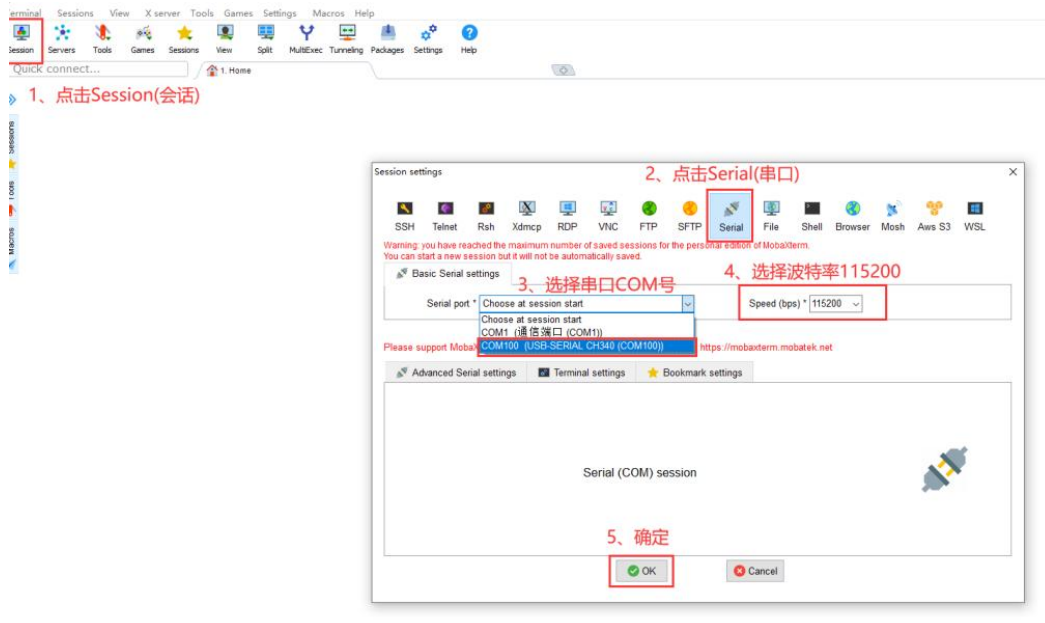 Terminal Sessions View X server Tools Games Settings Macros Help
Session Servers Tools Games Sessions View Split MultiExec Tunneling Packages Settings Help
Quick connect... 1. Home
1、点击Session(会话)
Sessions
Tools
Macros
Session settings
2、点击Serial(串口)
SSH Telnet Rsh Xdmcp RDP VNC FTP SFTP Serial File Shell Browser Mosh Aws S3 WSL
Warning: you have reached the maximum number of saved sessions for the personal edition of MobaXterm.
You can start a new session but it will not be automatically saved.
Basic Serial settings
3、选择串口COM号
4、选择波特率115200
Serial port * Choose at session start Speed (bps) * 115200
Choose at session start
COM1 (通信端口 (COM1))
COM100 (USB-SERIAL CH340 (COM100))
Please support Moba https://mobaxterm.mobatek.net
Advanced Serial settings Terminal settings Bookmark settings
Serial (COM) session
5、确定
OK Cancel